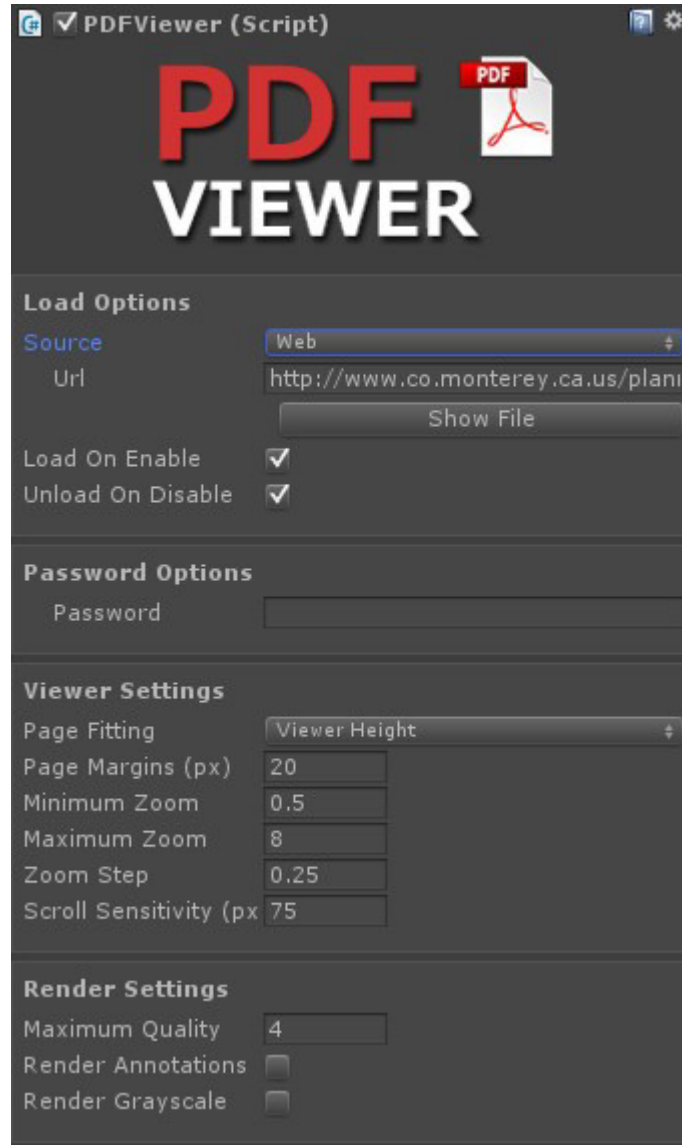 PDFViewer (Script)
PDF
PDF
VIEWER
Load Options
Source Web
Url http://www.co.monterey.ca.us/plann
Show File
Load On Enable
Unload On Disable
Password Options
Password
Viewer Settings
Page Fitting Viewer Height
Page Margins (px) 20
Minimum Zoom 0.5
Maximum Zoom 8
Zoom Step 0.25
Scroll Sensitivity (px 75
Render Settings
Maximum Quality 4
Render Annotations
Render Grayscale